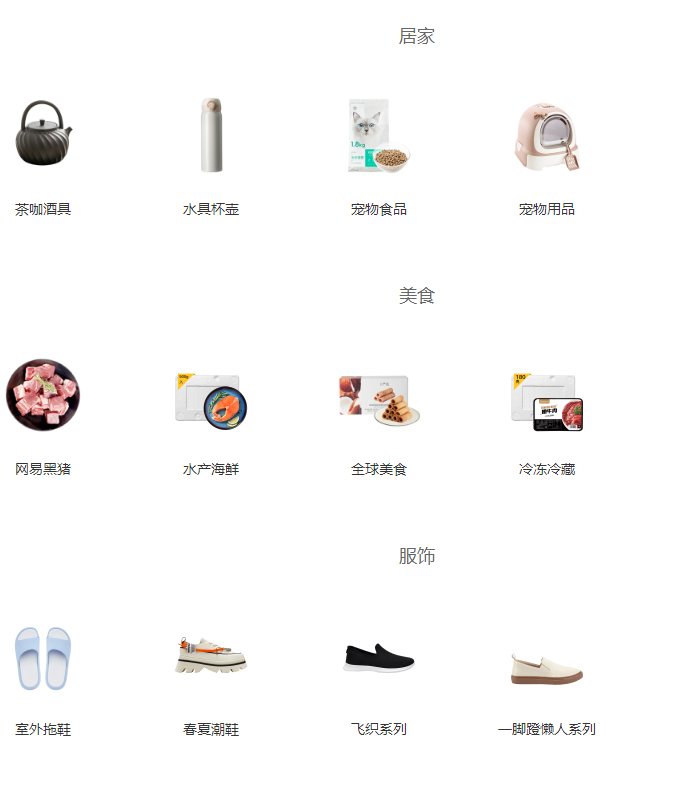 居家
1.8kg
茶咖酒具
水具杯壶
宠物食品
宠物用品
美食
网易黑猪
水产海鲜
全球美食
冷冻冷藏
服饰
室外拖鞋
春夏潮鞋
飞织系列
一脚蹬懒人系列